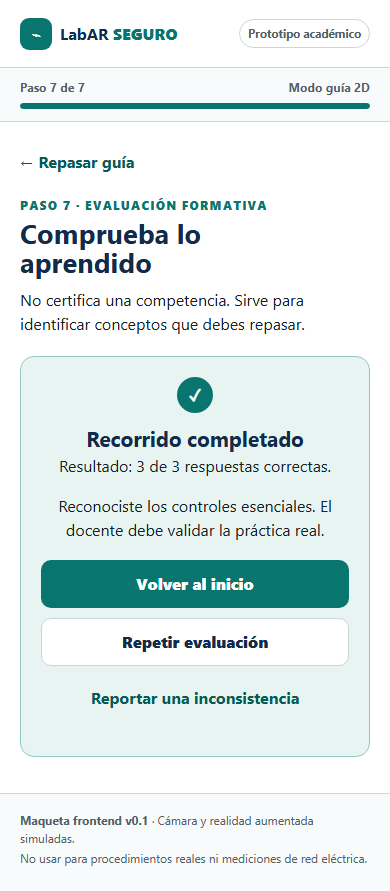 LabAR SEGURO
Prototipo académico
Paso 7 de 7
Modo guía 2D
← Repasar guía
PASO 7 · EVALUACIÓN FORMATIVA
Comprueba lo
aprendido
No certifica una competencia. Sirve para
identificar conceptos que debes repasar.
Recorrido completado
Resultado: 3 de 3 respuestas correctas.
Reconociste los controles esenciales. El
docente debe validar la práctica real.
Volver al inicio
Repetir evaluación
Reportar una inconsistencia
Maqueta frontend v0.1 · Cámara y realidad aumentada
simuladas.
No usar para procedimientos reales ni mediciones de red eléctrica.